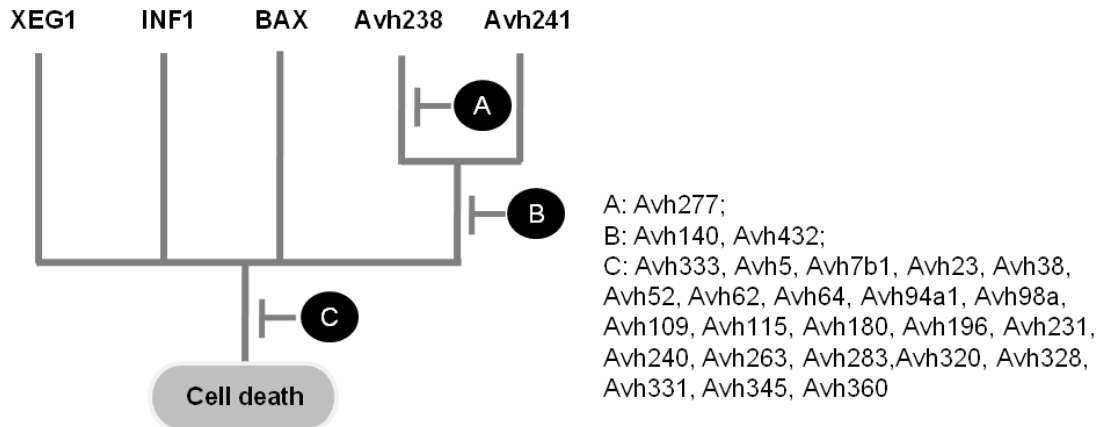 XEG1 INF1 BAX Avh238 Avh241
A
B
C
Cell death
A: Avh277;
B: Avh140, Avh432;
C: Avh333, Avh5, Avh7b1, Avh23, Avh38,
Avh52, Avh62, Avh64, Avh94a1, Avh98a,
Avh109, Avh115, Avh180, Avh196, Avh231,
Avh240, Avh263, Avh283,Avh320, Avh328,
Avh331, Avh345, Avh360